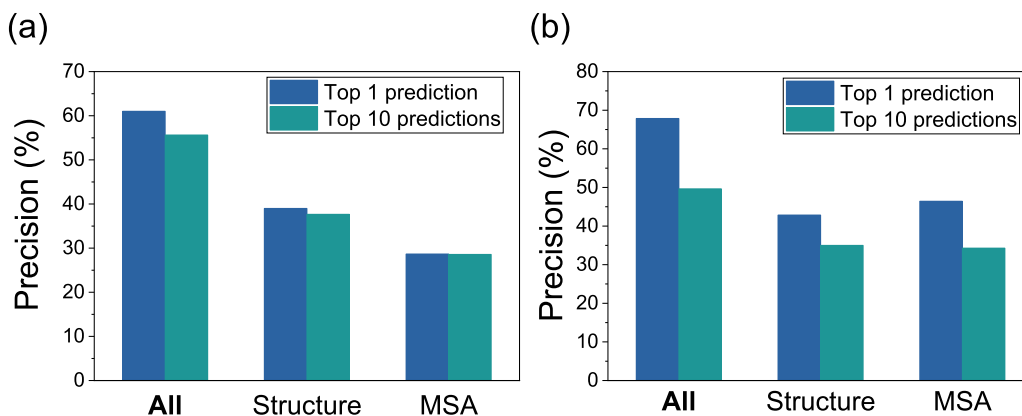 (a)
Precision (%)
70
60
50
40
30
20
10
0
Top 1 prediction
Top 10 predictions
All Structure MSA
(b)
Precision (%)
80
70
60
50
40
30
20
10
0
Top 1 prediction
Top 10 predictions
All Structure MSA